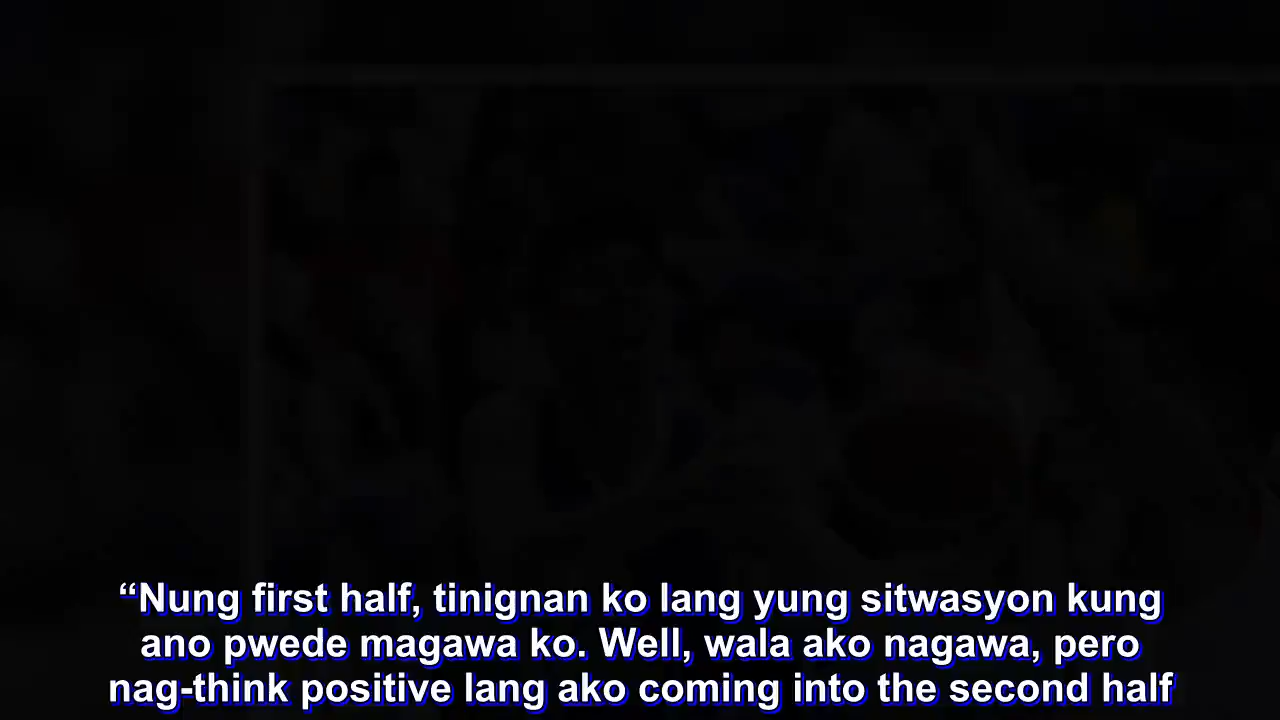 “Nung first half, tinignan ko lang yung sitwasyon kung
ano pwede magawa ko. Well, wala ako nagawa, pero
nag-think positive lang ako coming into the second half